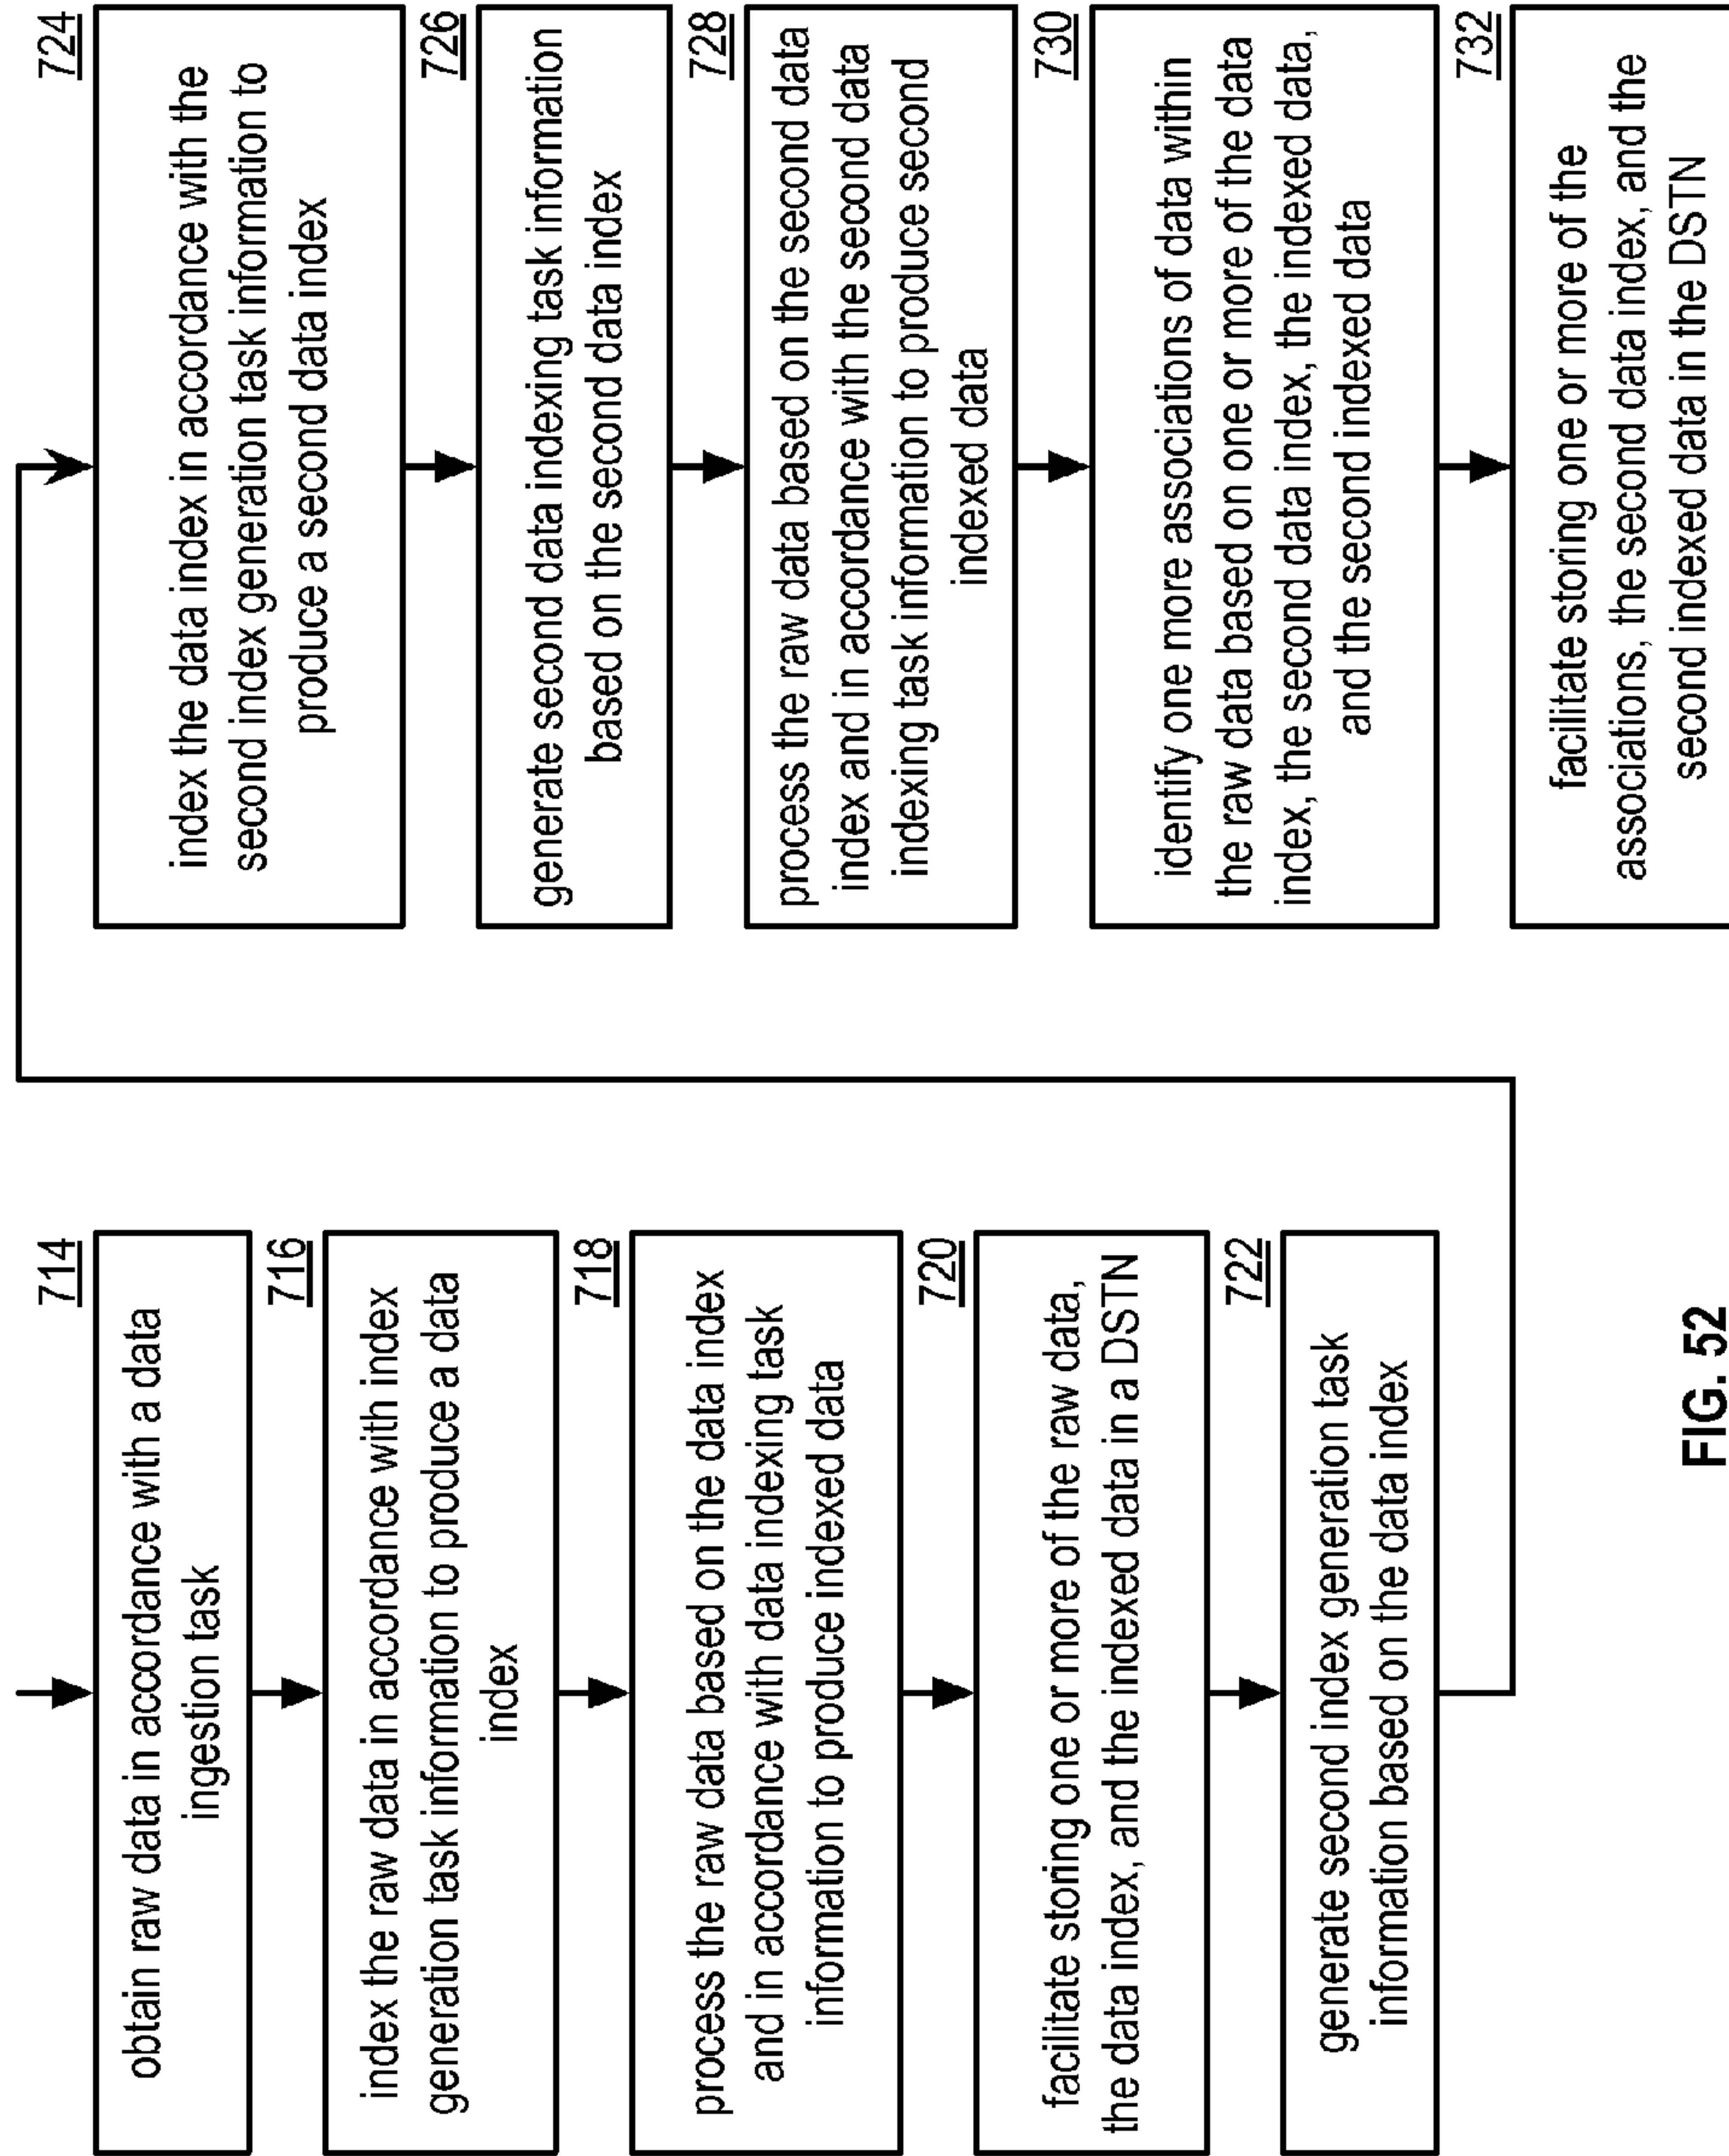 714
obtain raw data in accordance with a data
ingestion task
716
index the raw data in accordance with index
generation task information to produce a data
index
718
process the raw data based on the data index
and in accordance with data indexing task
information to produce indexed data
720
facilitate storing one or more of the raw data,
the data index, and the indexed data in a DSTN
722
generate second index generation task
information based on the data index
724
index the data index in accordance with the
second index generation task information to
produce a second data index
726
generate second data indexing task information
based on the second data index
728
process the raw data based on the second data
index and in accordance with the second data
indexing task information to produce second
indexed data
730
identify one more associations of data within
the raw data based on one or more of the data
index, the second data index, the indexed data,
and the second indexed data
732
facilitate storing one or more of the
associations, the second data index, and the
second indexed data in the DSTN
FIG. 52